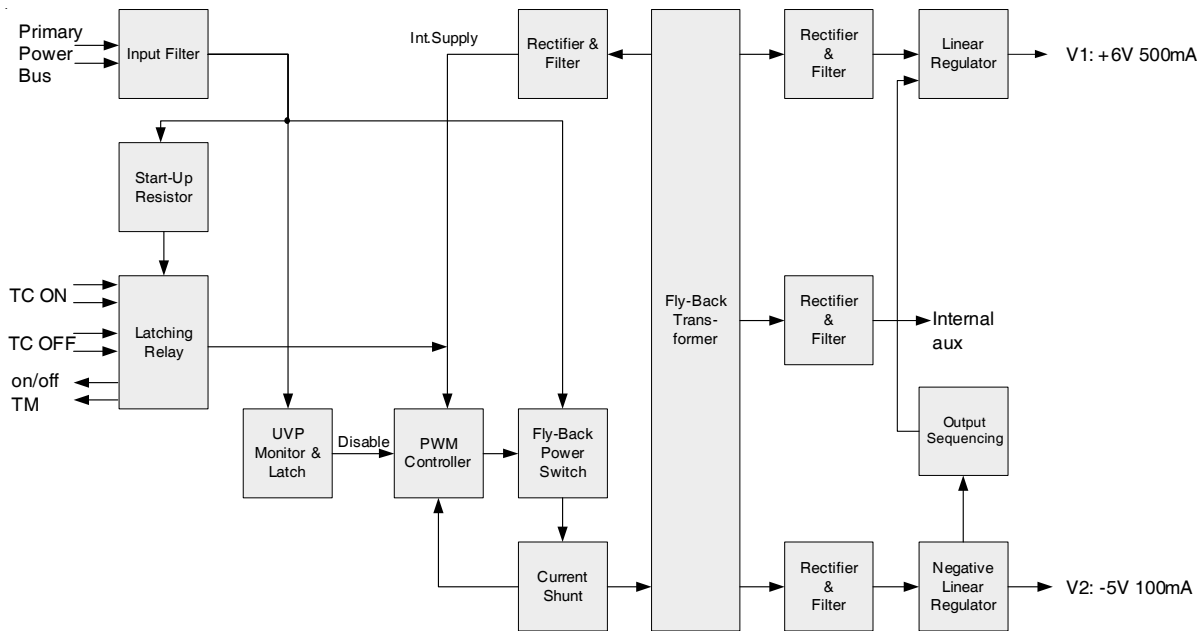 Primary
Power
Bus
Input Filter
Int.Supply
Rectifier &
Filter
Rectifier
&
Filter
Linear
Regulator
V1: +6V 500mA
Start-Up
Resistor
TC ON
TC OFF
on/off
TM
Latching
Relay
Fly-Back
Trans-
former
Rectifier
&
Filter
Internal
aux
UVP
Monitor &
Latch
Disable
PWM
Controller
Fly-Back
Power
Switch
Output
Sequencing
Current
Shunt
Rectifier
&
Filter
Negative
Linear
Regulator
V2: -5V 100mA